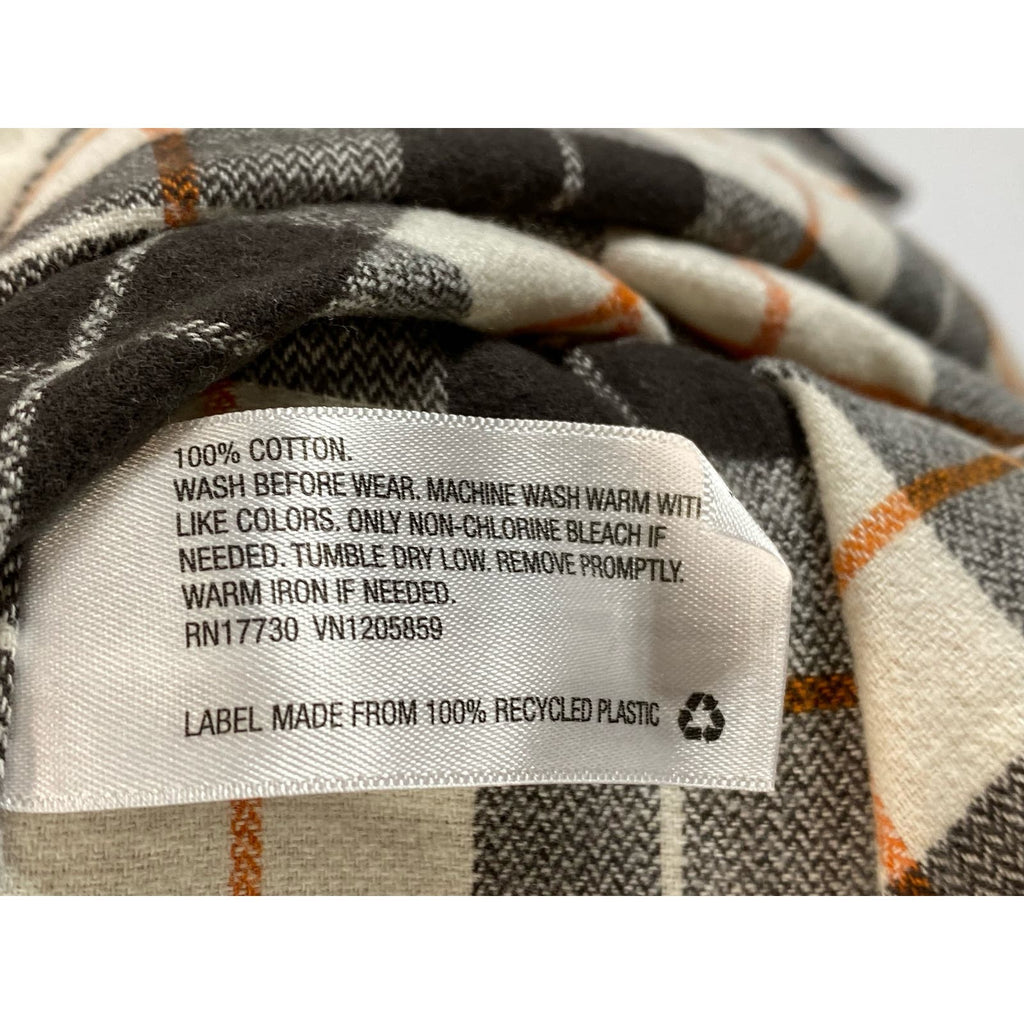 100% COTTON.
WASH BEFORE WEAR. MACHINE WASH WARM WITH
LIKE COLORS. ONLY NON-CHLORINE BLEACH IF
NEEDED. TUMBLE DRY LOW. REMOVE PROMPTLY.
WARM IRON IF NEEDED.
RN17730 VN1205859
LABEL MADE FROM 100% RECYCLED PLASTIC